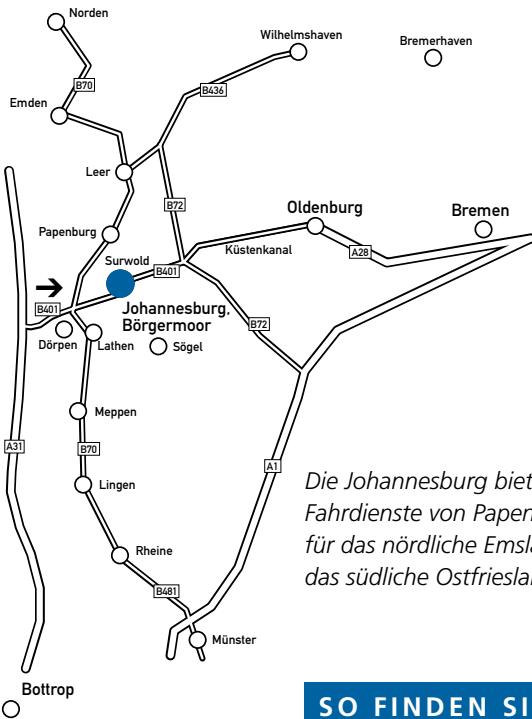 Norden
Wilhelmshaven
Bremerhaven
B70
B436
Emden
Leer
B72
Oldenburg
Bremen
Papenburg
Küstenkanal
A28
Surwold
B401
B401
Johannesburg,
Börgermoor
B72
Dörpen
Lathen
Sögel
Meppen
A31
B70
A1
Lingen
Die Johannesburg biet
Fahrdienste von Papen
für das nördliche Emsla
das südliche Ostfrieslar
Rheine
B481
Münster
Bottrop
SO FINDEN SI